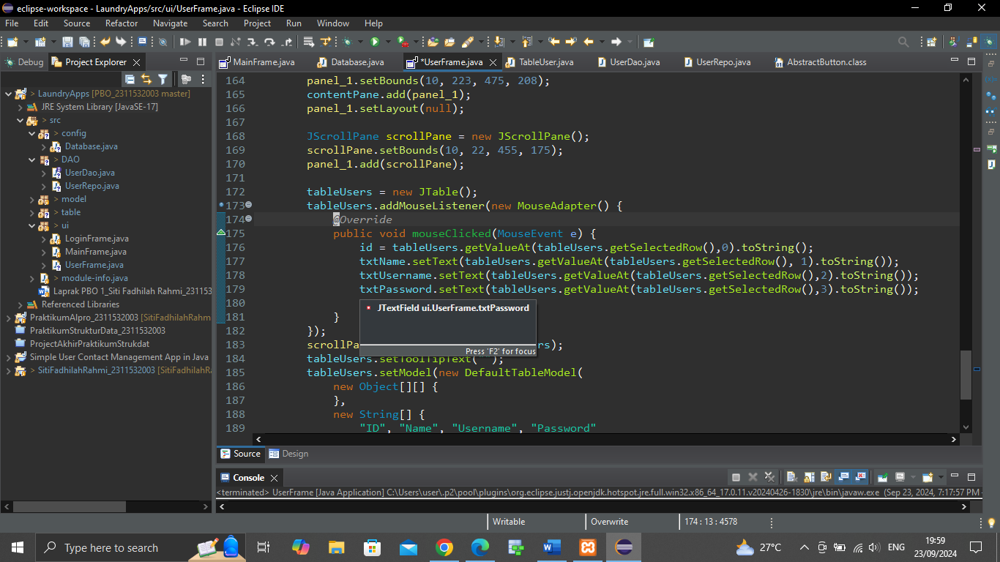 eclipse-workspace - LaundryApps/src/ui/UserFrame.java - Eclipse IDE
File Edit Source Refactor Navigate Search Project Run Window Help
Debug Project Explorer
MainFrame.java Database.java *UserFrame.java TableUser.java UserDao.java UserRepo.java AbstractButton.class
> LaundryApps [PBO_2311532003 master]
JRE System Library [JavaSE-17]
> src
> config
Database.java
> DAO
UserDao.java
UserRepo.java
> model
> table
> ui
LoginFrame.java
MainFrame.java
UserFrame.java
> module-info.java
Laprak PBO 1_Siti Fadhilah Rahmi_231153
Referenced Libraries
PraktikumAlpro_2311532003 [SitiFadhilahRahm
PraktikumStrukturData_2311532003
ProjectAkhirPraktikumStrukdat
Simple User Contact Management App in Java
> SitiFadhilahRahmi_2311532003 [SitiFadhilahRa
164 panel_1.setBounds(10, 223, 475, 208);
165 contentPane.add(panel_1);
166 panel_1.setLayout(null);
167
168 JScrollPane scrollPane = new JScrollPane();
169 scrollPane.setBounds(10, 22, 455, 175);
170 panel_1.add(scrollPane);
171
172 tableUsers = new JTable();
173 tableUsers.addMouseListener(new MouseAdapter() {
174 @Override
175 public void mouseClicked(MouseEvent e) {
176 id = tableUsers.getValueAt(tableUsers.getSelectedRow(),0).toString();
177 txtName.setText(tableUsers.getValueAt(tableUsers.getSelectedRow(), 1).toString());
178 txtUsername.setText(tableUsers.getValueAt(tableUsers.getSelectedRow(),2).toString());
179 txtPassword.setText(tableUsers.getValueAt(tableUsers.getSelectedRow(),3).toString());
180
181 }
182 });
183 scrollPa rs);
184 tableUsers.setToolTipText(" ");
185 tableUsers.setModel(new DefaultTableModel(
186 new Object[][] {
187 },
188 new String[] {
189 "ID", "Name", "Username", "Password"
JTextField ui.UserFrame.txtPassword
Press 'F2' for focus
Source Design
Console
<terminated> UserFrame [Java Application] C:\Users\user\.p2\pool\plugins\org.eclipse.justj.openjdk.hotspot.jre.full.win32.x86_64_17.0.11.v20240426-1830\jre\bin\javaw.exe (Sep 23, 2024, 7:17:57 PM -
Writable Overwrite 174 : 13 : 4578
Type here to search
27°C
ENG
19:59
23/09/2024